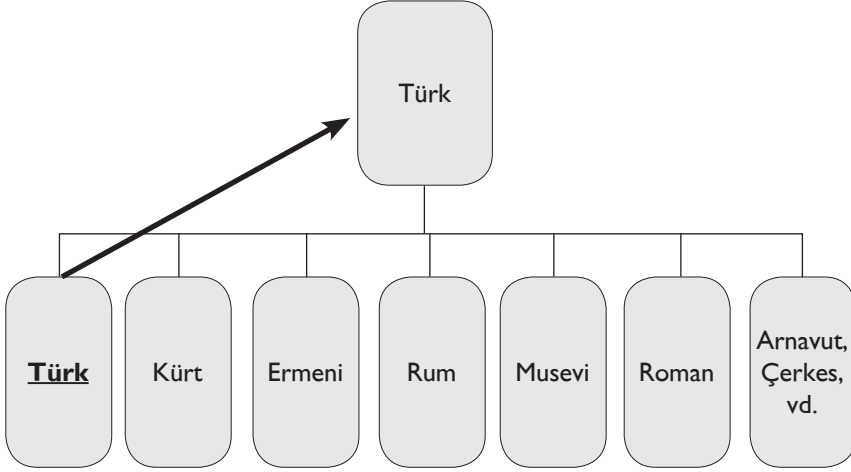 Türk
Türk
Kürt
Ermeni
Rum
Musevi
Roman
Arnavut,
Çerkes,
vd.